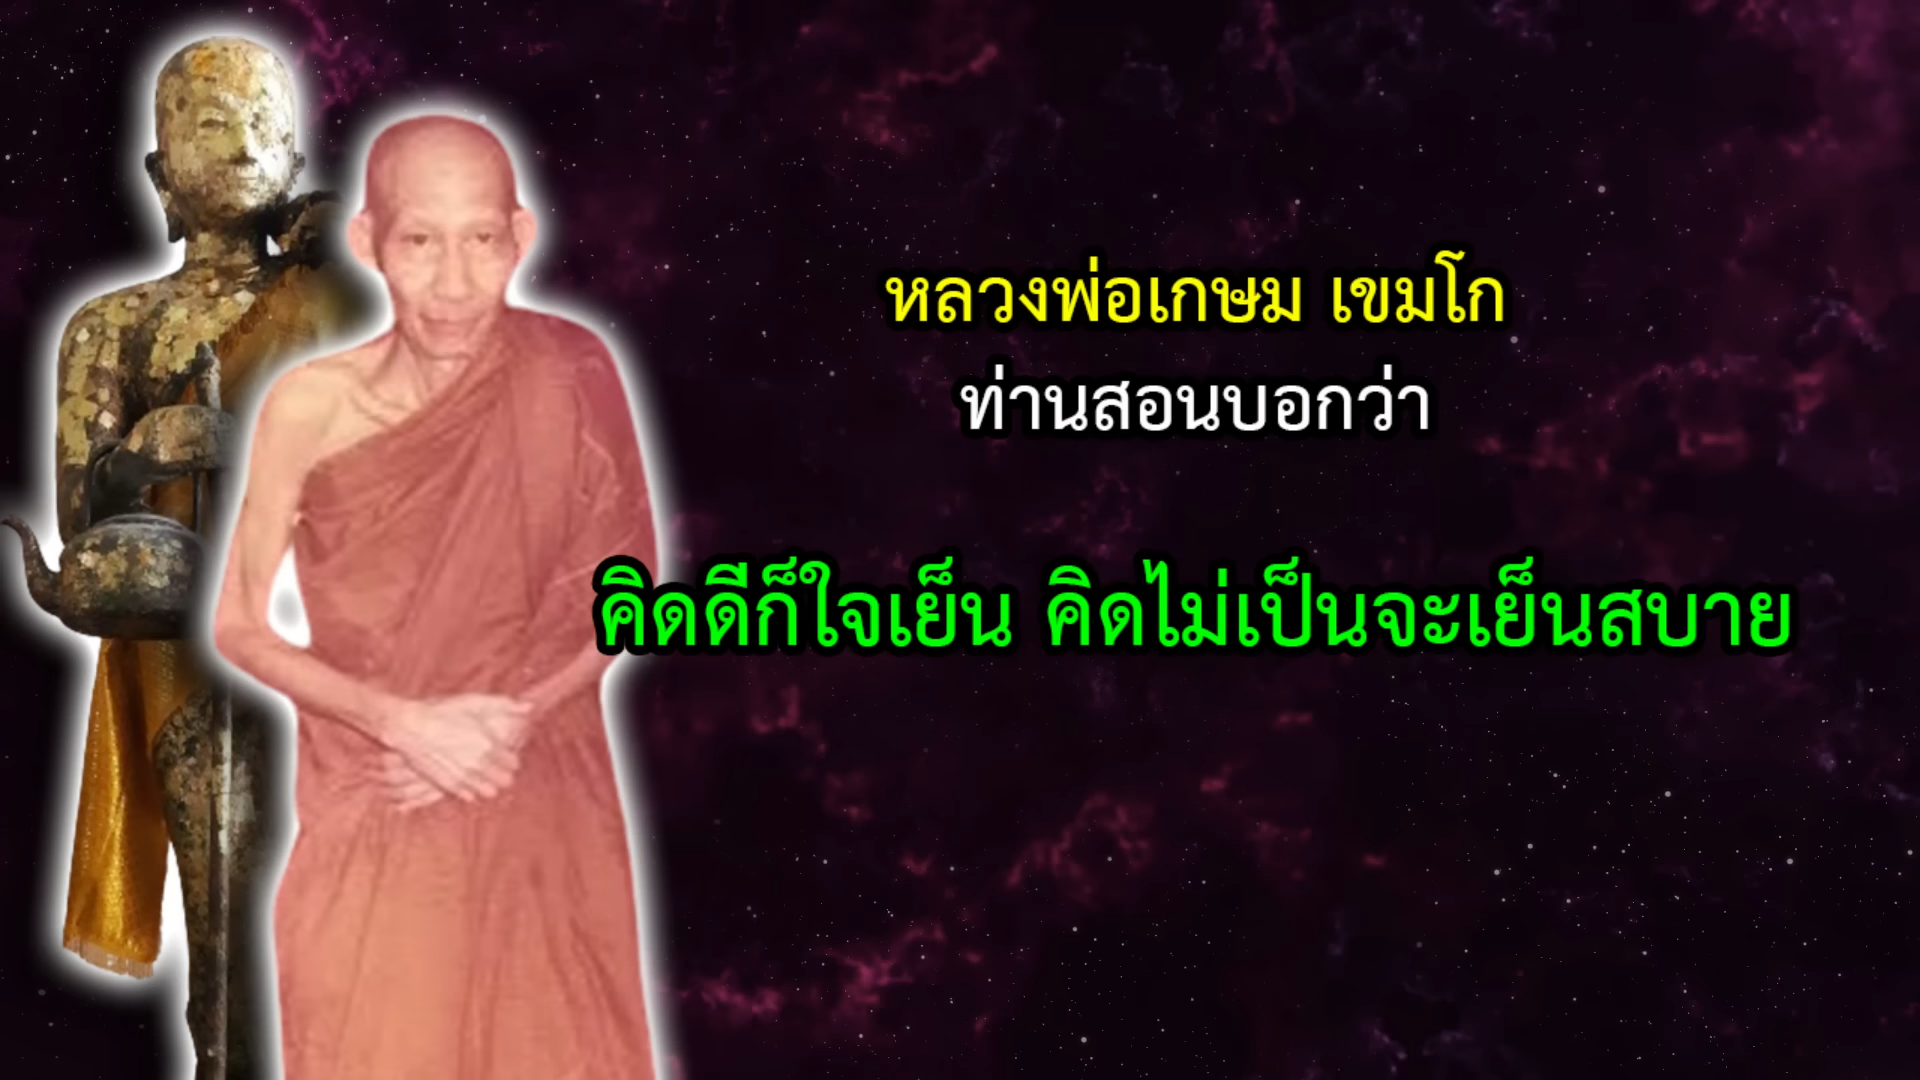 หลวงพ่อเกษม เขมโก
ท่านสอนบอกว่า
คิดดีก็ใจเย็น คิดไม่เป็นจะเย็นสบาย